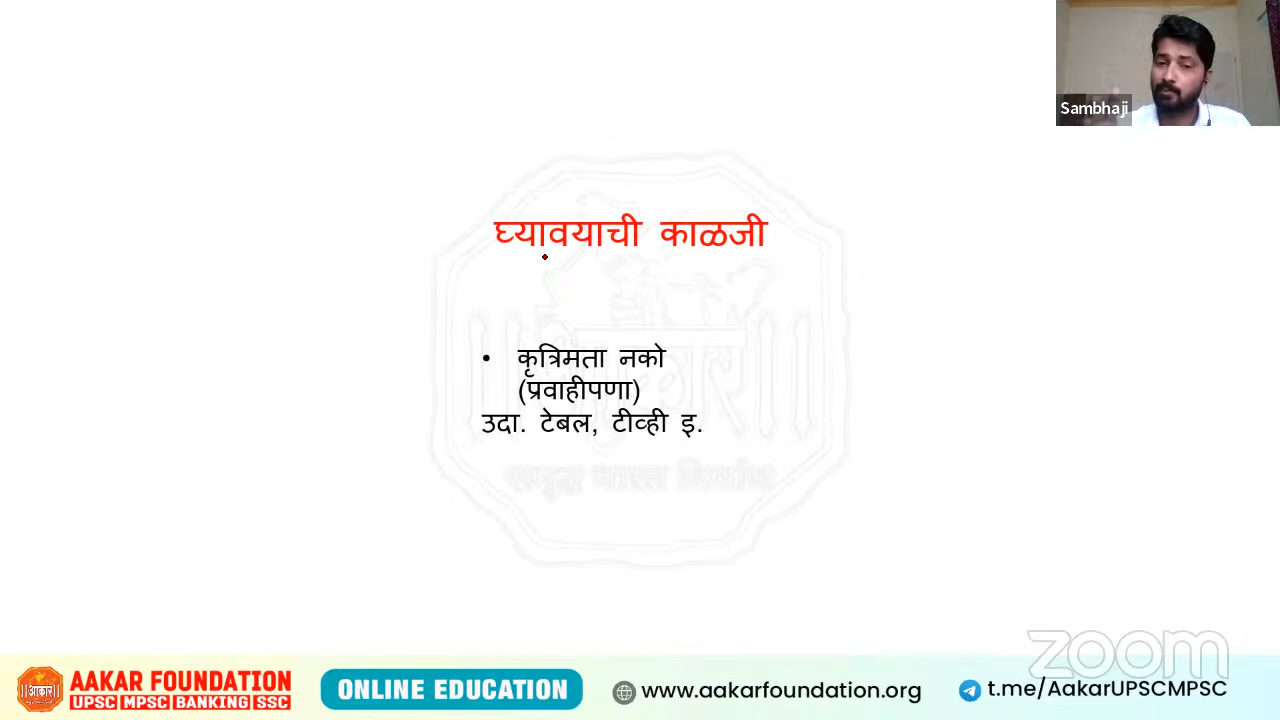 Sambhaji
घ्यावयाची काळजी
• कृत्रिमता नको
(प्रवाहीपणा)
उदा. टेबल, टीव्ही इ.
zoom
आकार
AAKAR FOUNDATION
UPSC MPSC BANKING SSC
ONLINE EDUCATION
www.aakarfoundation.org
t.me/AakarUPSCMPSC